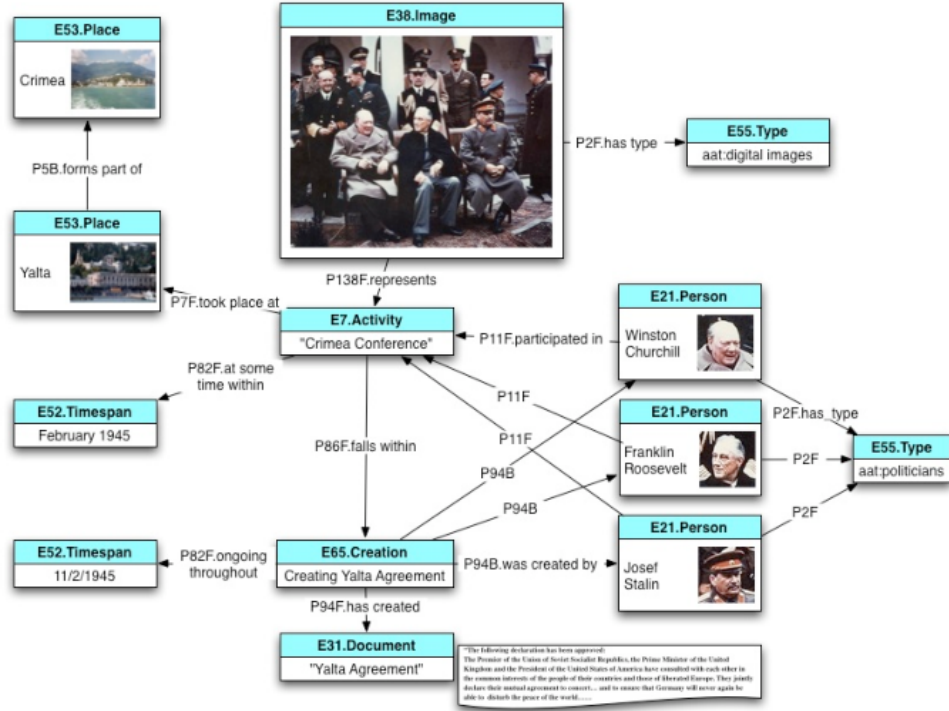 E53.Place
Crimea
E38.Image
P2F.has type
E55.Type
aat:digital images
P5B.forms part of
E53.Place
Yalta
P138F.represents
P7F.took place at
E7.Activity
"Crimea Conference"
P11F.participated in
E21.Person
Winston
Churchill
P82F.at some
time within
P11F
P2F.has_type
E52.Timespan
February 1945
P86F.falls within
P11F
E21.Person
Franklin
Roosevelt
P2F
E55.Type
aat:politicians
P94B
P94B
P2F
E21.Person
Josef
Stalin
E52.Timespan
11/2/1945
P82F.ongoing
throughout
E65.Creation
Creating Yalta Agreement
P94B.was created by
P94F.has created
E31.Document
"Yalta Agreement"
"The following declaration has been approved:
The Premier of the Union of Soviet Socialist Republics, the Prime Minister of the United
Kingdom and the President of the United States of America have consulted with each other in
the common interests of the people of their countries and those of liberated Europe. They jointly
declare their mutual agreement to concert... and to ensure that Germany will never again be
able to disturb the peace of the world.......